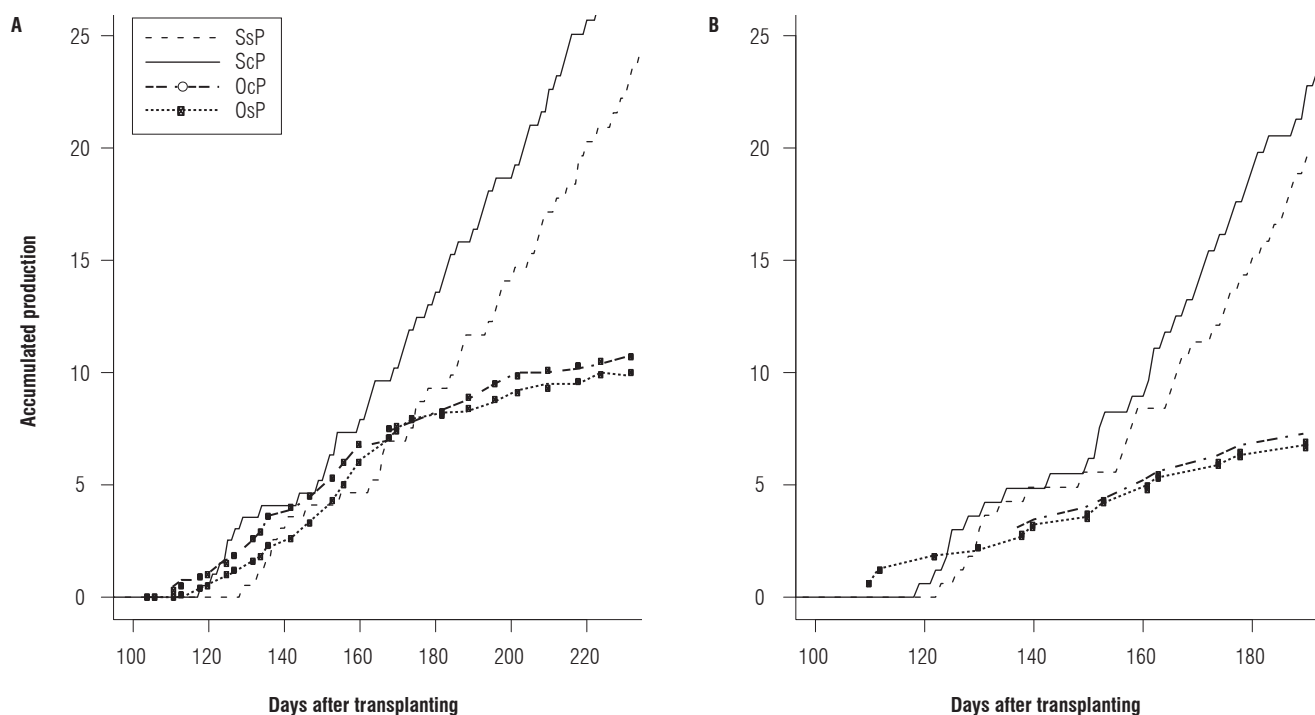 A
SsP
ScP
OcP
OsP
25
20
15
10
5
0
Accumulated production
100 120 140 160 180 200 220
Days after transplanting
B
25
20
15
10
5
0
100 120 140 160 180
Days after transplanting